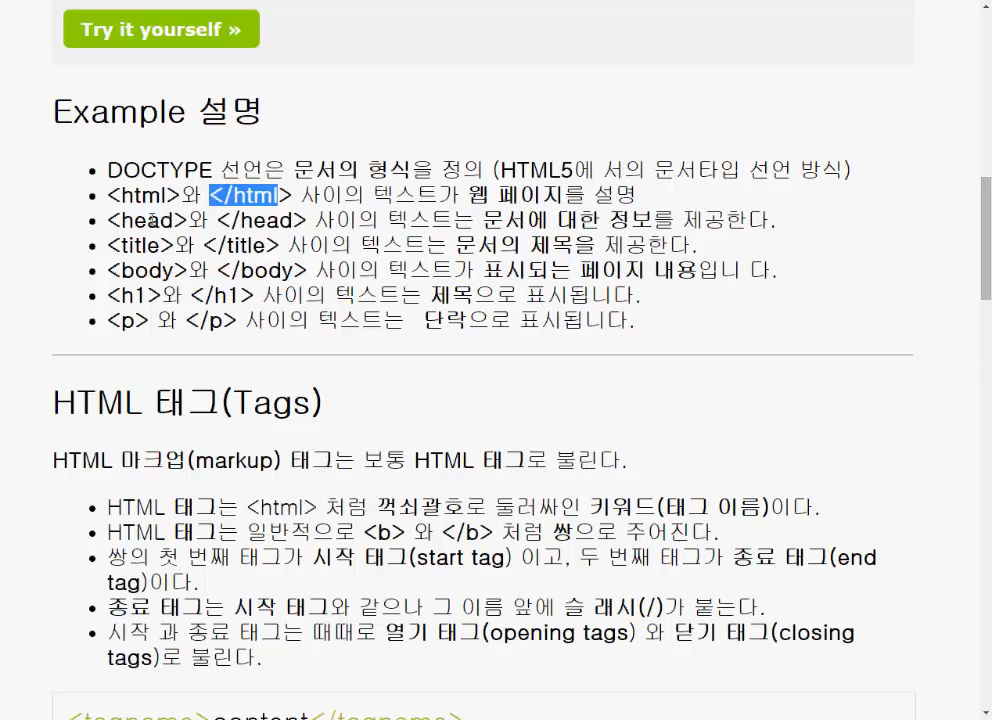 Try it yourself »
Example 설명
• DOCTYPE 선언은 문서의 형식을 정의 (HTML5에 서의 문서타입 선언 방식)
• <html>와 </html> 사이의 텍스트가 웹 페이지를 설명
• <head>와 </head> 사이의 텍스트는 문서에 대한 정보를 제공한다.
• <title>와 </title> 사이의 텍스트는 문서의 제목을 제공한다.
• <body>와 </body> 사이의 텍스트가 표시되는 페이지 내용입니 다.
• <h1>와 </h1> 사이의 텍스트는 제목으로 표시됩니다.
• <p> 와 </p> 사이의 텍스트는 단락으로 표시됩니다.
HTML 태그(Tags)
HTML 마크업(markup) 태그는 보통 HTML 태그로 불린다.
• HTML 태그는 <html> 처럼 꺽쇠괄호로 둘러싸인 키워드(태그 이름)이다.
• HTML 태그는 일반적으로 <b> 와 </b> 처럼 쌍으로 주어진다.
• 쌍의 첫 번째 태그가 시작 태그(start tag) 이고, 두 번째 태그가 종료 태그(end
tag)이다.
• 종료 태그는 시작 태그와 같으나 그 이름 앞에 슬 래시(/)가 붙는다.
• 시작 과 종료 태그는 때때로 열기 태그(opening tags) 와 닫기 태그(closing
tags)로 불린다.
<tagname>content</tagname>